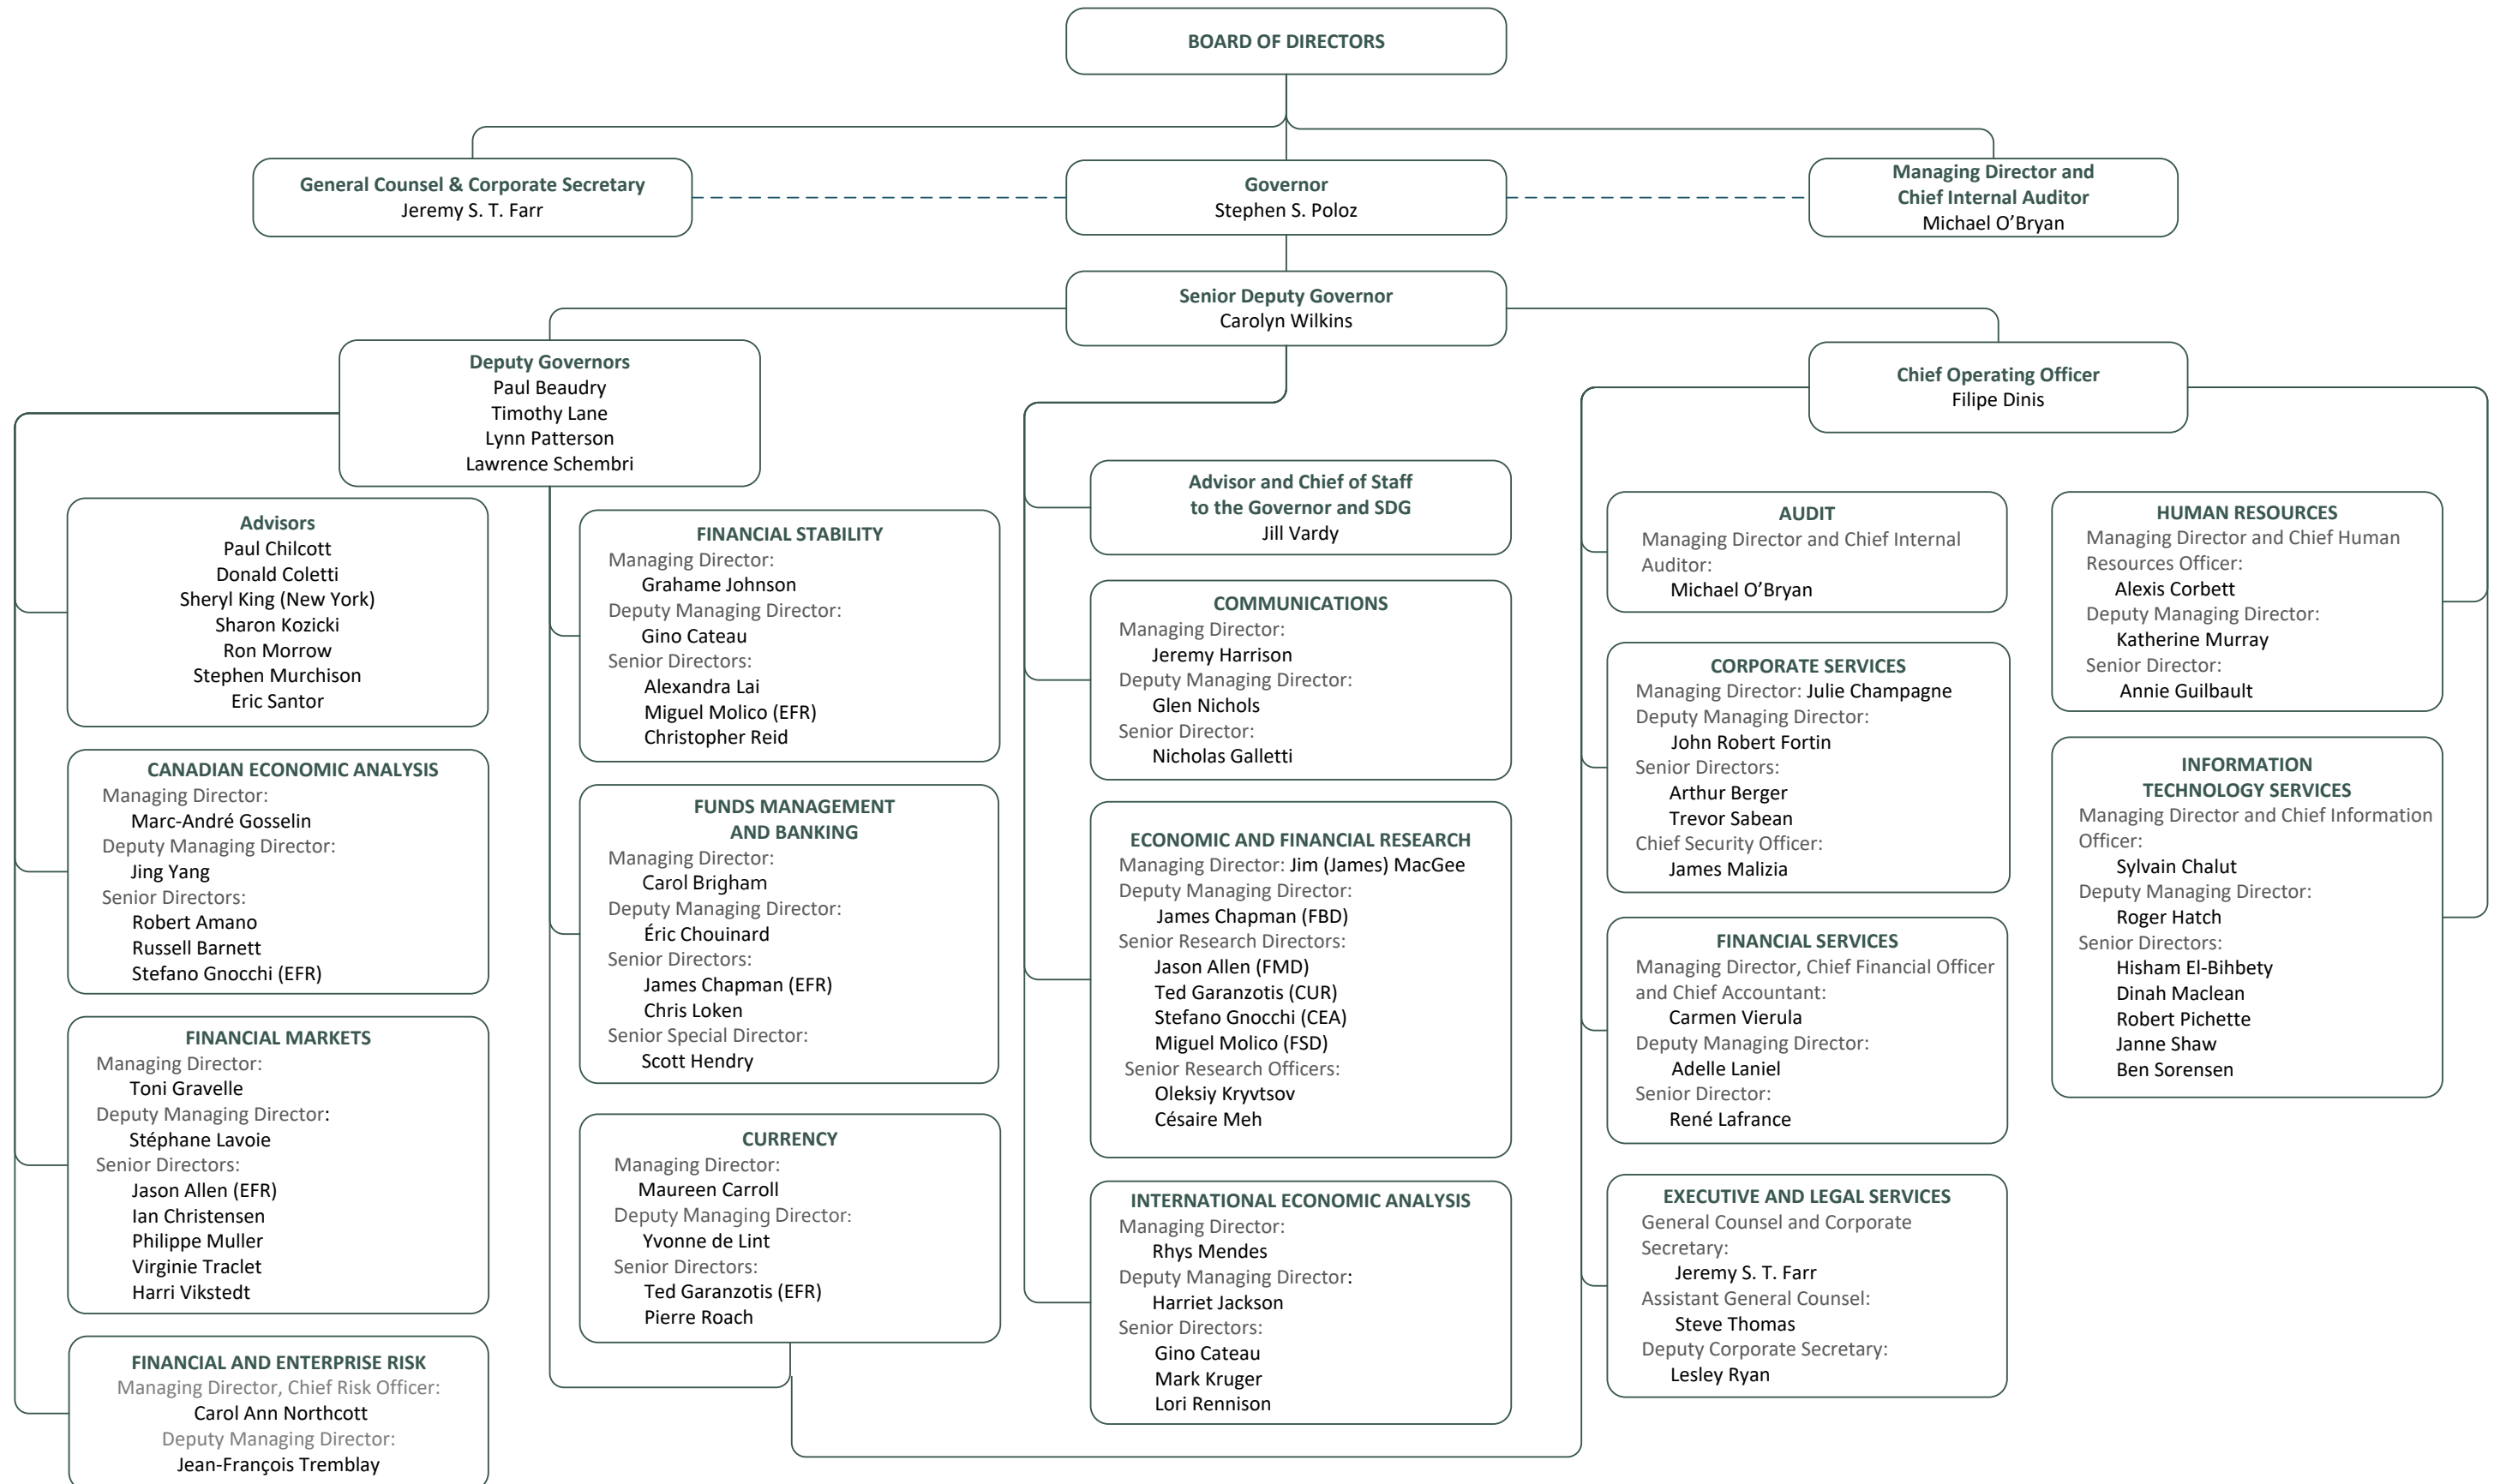 BOARD OF DIRECTORS
General Counsel & Corporate Secretary
Jeremy S. T. Farr
Governor
Stephen S. Poloz
Managing Director and
Chief Internal Auditor
Michael O’Bryan
Senior Deputy Governor
Carolyn Wilkins
Deputy Governors
Paul Beaudry
Timothy Lane
Lynn Patterson
Lawrence Schembri
Chief Operating Officer
Filipe Dinis
Advisors
Paul Chilcott
Donald Coletti
Sheryl King (New York)
Sharon Kozicki
Ron Morrow
Stephen Murchison
Eric Santor
CANADIAN ECONOMIC ANALYSIS
Managing Director:
Marc-André Gosselin
Deputy Managing Director:
Jing Yang
Senior Directors:
Robert Amano
Russell Barnett
Stefano Gnocchi (EFR)
FINANCIAL MARKETS
Managing Director:
Toni Gravelle
Deputy Managing Director:
Stéphane Lavoie
Senior Directors:
Jason Allen (EFR)
Ian Christensen
Philippe Muller
Virginie Traclet
Harri Vikstedt
FINANCIAL AND ENTERPRISE RISK
Managing Director, Chief Risk Officer:
Carol Ann Northcott
Deputy Managing Director:
Jean-François Tremblay
FINANCIAL STABILITY
Managing Director:
Grahame Johnson
Deputy Managing Director:
Gino Cateau
Senior Directors:
Alexandra Lai
Miguel Molico (EFR)
Christopher Reid
FUNDS MANAGEMENT
AND BANKING
Managing Director:
Carol Brigham
Deputy Managing Director:
Éric Chouinard
Senior Directors:
James Chapman (EFR)
Chris Loken
Senior Special Director:
Scott Hendry
CURRENCY
Managing Director:
Maureen Carroll
Deputy Managing Director:
Yvonne de Lint
Senior Directors:
Ted Garanzotis (EFR)
Pierre Roach
Advisor and Chief of Staff
to the Governor and SDG
Jill Vardy
COMMUNICATIONS
Managing Director:
Jeremy Harrison
Deputy Managing Director:
Glen Nichols
Senior Director:
Nicholas Galletti
ECONOMIC AND FINANCIAL RESEARCH
Managing Director: Jim (James) MacGee
Deputy Managing Director:
James Chapman (FBD)
Senior Research Directors:
Jason Allen (FMD)
Ted Garanzotis (CUR)
Stefano Gnocchi (CEA)
Miguel Molico (FSD)
Senior Research Officers:
Oleksiy Kryvtsov
Césaire Meh
INTERNATIONAL ECONOMIC ANALYSIS
Managing Director:
Rhys Mendes
Deputy Managing Director:
Harriet Jackson
Senior Directors:
Gino Cateau
Mark Kruger
Lori Rennison
AUDIT
Managing Director and Chief Internal
Auditor:
Michael O’Bryan
CORPORATE SERVICES
Managing Director: Julie Champagne
Deputy Managing Director:
John Robert Fortin
Senior Directors:
Arthur Berger
Trevor Sabean
Chief Security Officer:
James Malizia
FINANCIAL SERVICES
Managing Director, Chief Financial Officer
and Chief Accountant:
Carmen Vierula
Deputy Managing Director:
Adelle Laniel
Senior Director:
René Lafrance
EXECUTIVE AND LEGAL SERVICES
General Counsel and Corporate
Secretary:
Jeremy S. T. Farr
Assistant General Counsel:
Steve Thomas
Deputy Corporate Secretary:
Lesley Ryan
HUMAN RESOURCES
Managing Director and Chief Human
Resources Officer:
Alexis Corbett
Deputy Managing Director:
Katherine Murray
Senior Director:
Annie Guilbault
INFORMATION
TECHNOLOGY SERVICES
Managing Director and Chief Information
Officer:
Sylvain Chalut
Deputy Managing Director:
Roger Hatch
Senior Directors:
Hisham El-Bihbety
Dinah Maclean
Robert Pichette
Janne Shaw
Ben Sorensen